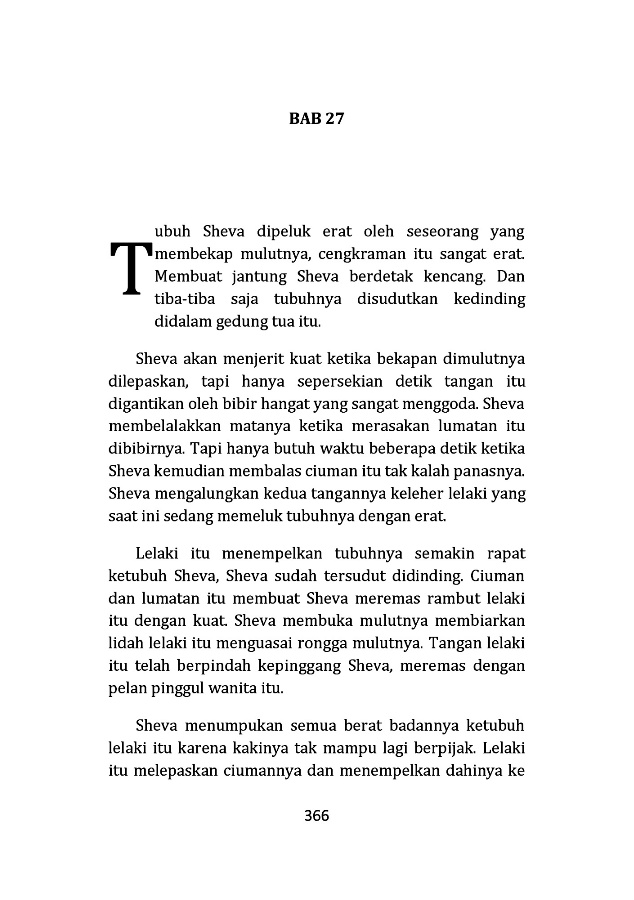 BAB 27
Tubuh Sheva dipeluk erat oleh seseorang yang
membekap mulutnya, cengkraman itu sangat erat.
Membuat jantung Sheva berdetak kencang. Dan
tiba-tiba saja tubuhnya disudutkan kedinding
didalam gedung tua itu.
Sheva akan menjerit kuat ketika bekapan dimulutnya
dilepaskan, tapi hanya sepersekian detik tangan itu
digantikan oleh bibir hangat yang sangat menggoda. Sheva
membelalakkan matanya ketika merasakan lumatan itu
dibibirnya. Tapi hanya butuh waktu beberapa detik ketika
Sheva kemudian membalas ciuman itu tak kalah panasnya.
Sheva mengalungkan kedua tangannya keleher lelaki yang
saat ini sedang memeluk tubuhnya dengan erat.
Lelaki itu menempelkan tubuhnya semakin rapat
ketubuh Sheva, Sheva sudah tersudut didinding. Ciuman
dan lumatan itu membuat Sheva meremas rambut lelaki
itu dengan kuat. Sheva membuka mulutnya membiarkan
lidah lelaki itu menguasai rongga mulutnya. Tangan lelaki
itu telah berpindah kepinggang Sheva, meremas dengan
pelan pinggul wanita itu.
Sheva menumpukan semua berat badannya ketubuh
lelaki itu karena kakinya tak mampu lagi berpijak. Lelaki
itu melepaskan ciumannya dan menempelkan dahinya ke
366